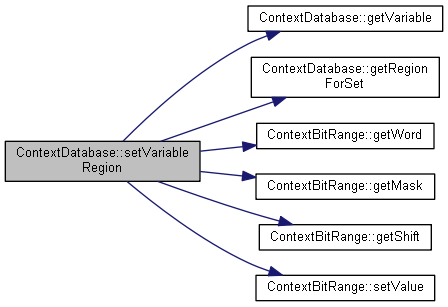 ContextDatabase::getVariable
ContextDatabase::getRegion
ForSet
ContextDatabase::setVariable
Region
ContextBitRange::getWord
ContextBitRange::getMask
ContextBitRange::getShift
ContextBitRange::setValue